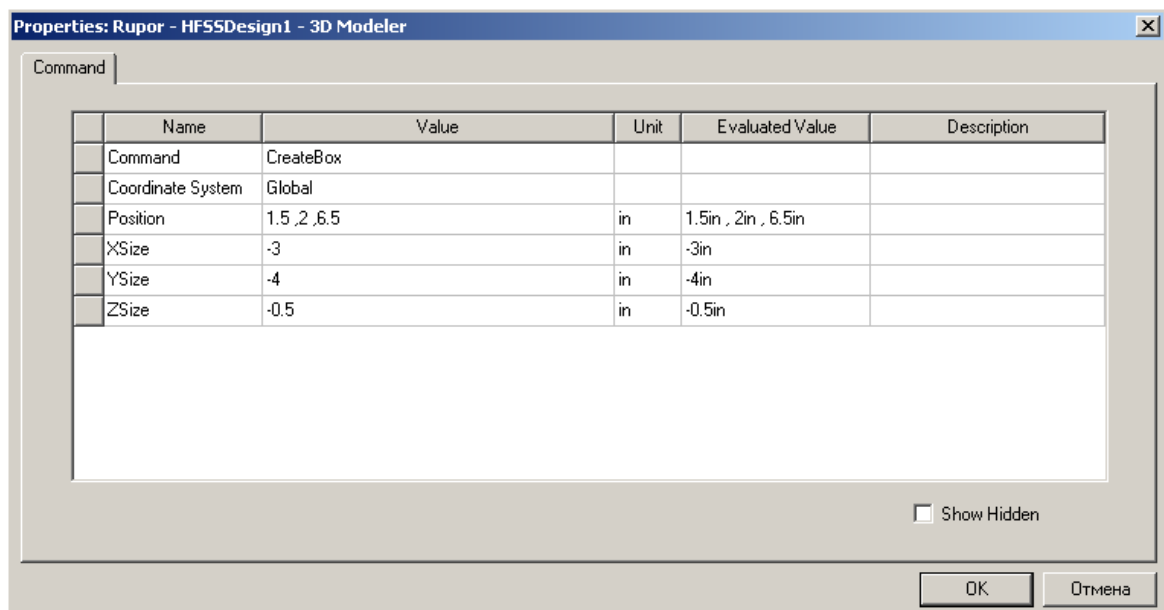 Properties: Rupor - HFSSDesign1 - 3D Modeler
Command
Name Value Unit Evaluated Value Description
Command CreateBox
Coordinate System Global
Position 1.5 ,2 ,6.5 in 1.5in , 2in , 6.5in
XSize -3 in -3in
YSize -4 in -4in
ZSize -0.5 in -0.5in
Show Hidden
OK Отмена